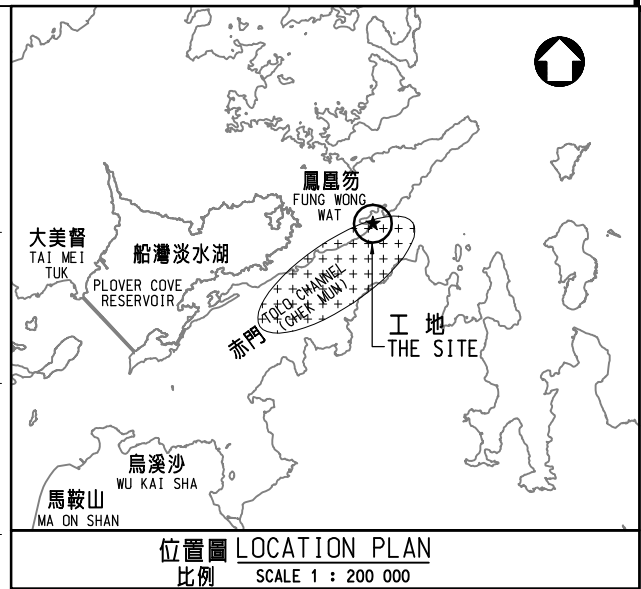 鳳凰笏
FUNG WONG
WAT
大美督
TAI MEI
TUK
船灣淡水湖
PLOVER COVE
RESERVOIR
TOLO CHANNEL
(CHEK MUN)
赤門
工地
THE SITE
烏溪沙
WU KAI SHA
馬鞍山
MA ON SHAN
位置圖 LOCATION PLAN
比例 SCALE 1 : 200 000